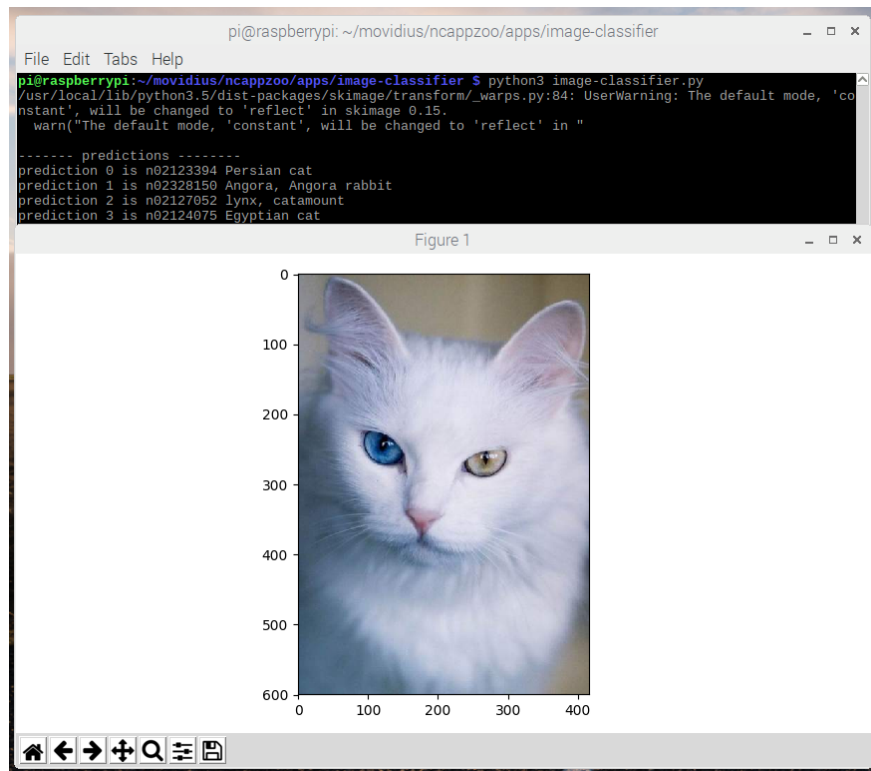 pi@raspberrypi: ~/movidius/ncappzoo/apps/image-classifier
File Edit Tabs Help
pi@raspberrypi:~/movidius/ncappzoo/apps/image-classifier $ python3 image-classifier.py
/usr/local/lib/python3.5/dist-packages/skimage/transform/_warps.py:84: UserWarning: The default mode, 'co
nstant', will be changed to 'reflect' in skimage 0.15.
  warn("The default mode, 'constant', will be changed to 'reflect' in "
------- predictions --------
prediction 0 is n02123394 Persian cat
prediction 1 is n02328150 Angora, Angora rabbit
prediction 2 is n02127052 lynx, catamount
prediction 3 is n02124075 Egyptian cat
Figure 1
0
100
200
300
400
500
600
0 100 200 300 400